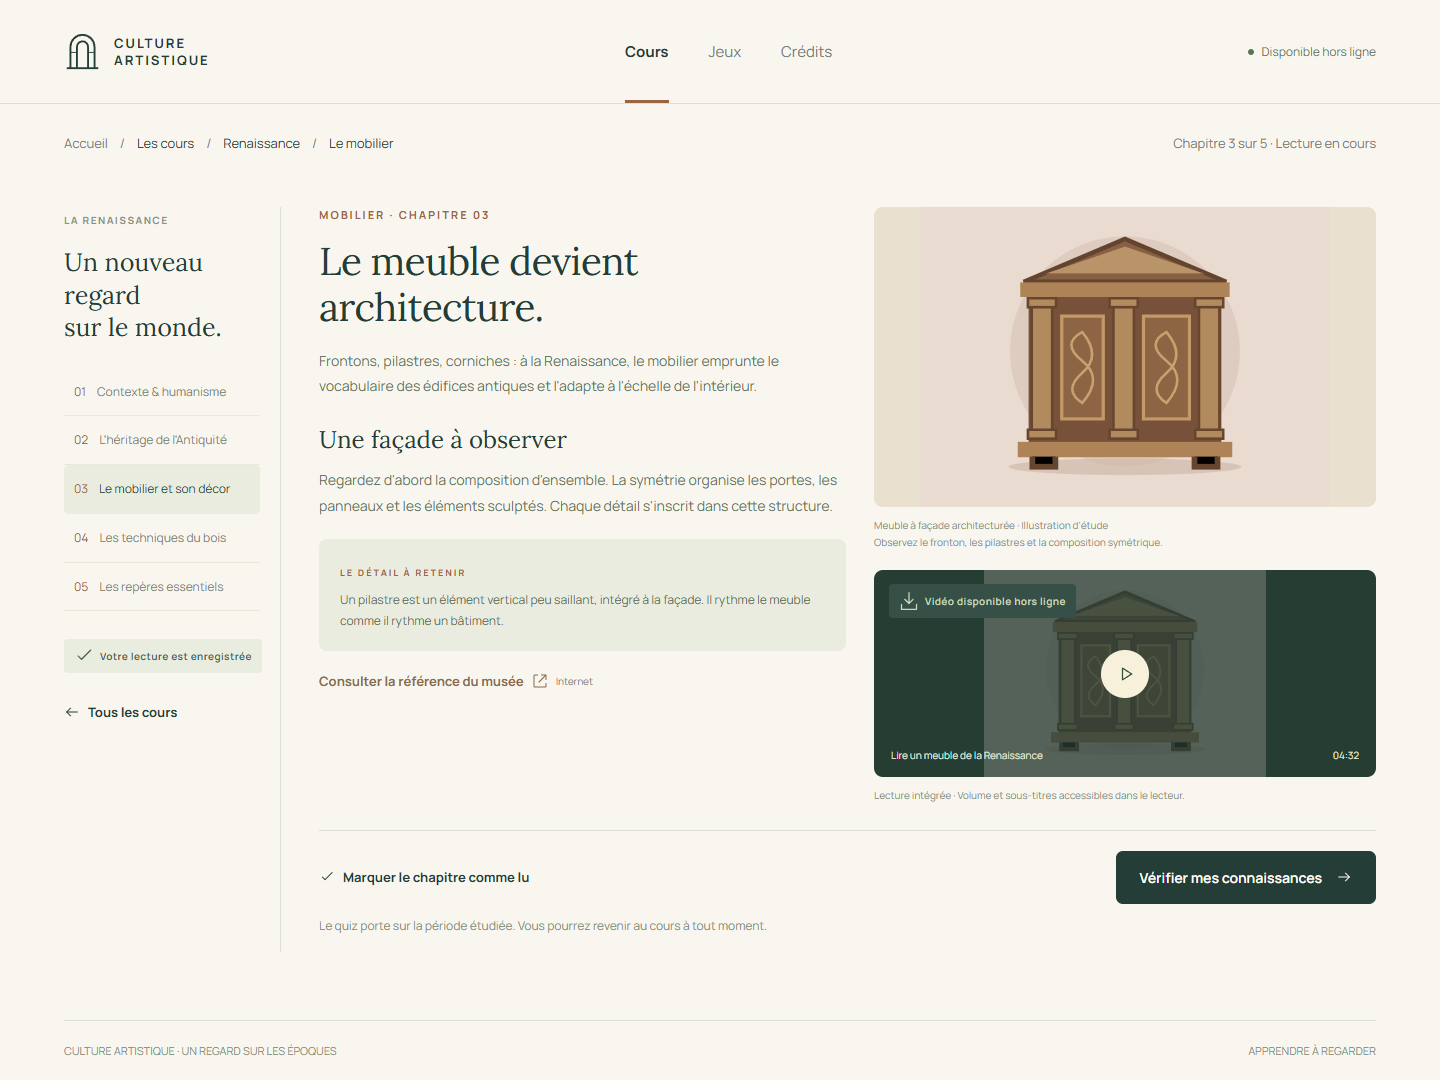 CULTURE
ARTISTIQUE
Cours
Jeux
Crédits
Disponible hors ligne
Accueil / Les cours / Renaissance / Le mobilier
Chapitre 3 sur 5 · Lecture en cours
LA RENAISSANCE
Un nouveau
regard
sur le monde.
01 Contexte & humanisme
02 L'héritage de l'Antiquité
03 Le mobilier et son décor
04 Les techniques du bois
05 Les repères essentiels
Votre lecture est enregistrée
Tous les cours
MOBILIER · CHAPITRE 03
Le meuble devient
architecture.
Frontons, pilastres, corniches : à la Renaissance, le mobilier emprunte le
vocabulaire des édifices antiques et l'adapte à l'échelle de l'intérieur.
Une façade à observer
Regardez d'abord la composition d'ensemble. La symétrie organise les portes, les
panneaux et les éléments sculptés. Chaque détail s'inscrit dans cette structure.
LE DÉTAIL À RETENIR
Un pilastre est un élément vertical peu saillant, intégré à la façade. Il rythme le meuble
comme il rythme un bâtiment.
Consulter la référence du musée Internet
Meuble à façade architecturée · Illustration d'étude
Observez le fronton, les pilastres et la composition symétrique.
Vidéo disponible hors ligne
Lire un meuble de la Renaissance
04:32
Lecture intégrée · Volume et sous-titres accessibles dans le lecteur.
Marquer le chapitre comme lu
Vérifier mes connaissances
Le quiz porte sur la période étudiée. Vous pourrez revenir au cours à tout moment.
CULTURE ARTISTIQUE · UN REGARD SUR LES ÉPOQUES
APPRENDRE À REGARDER